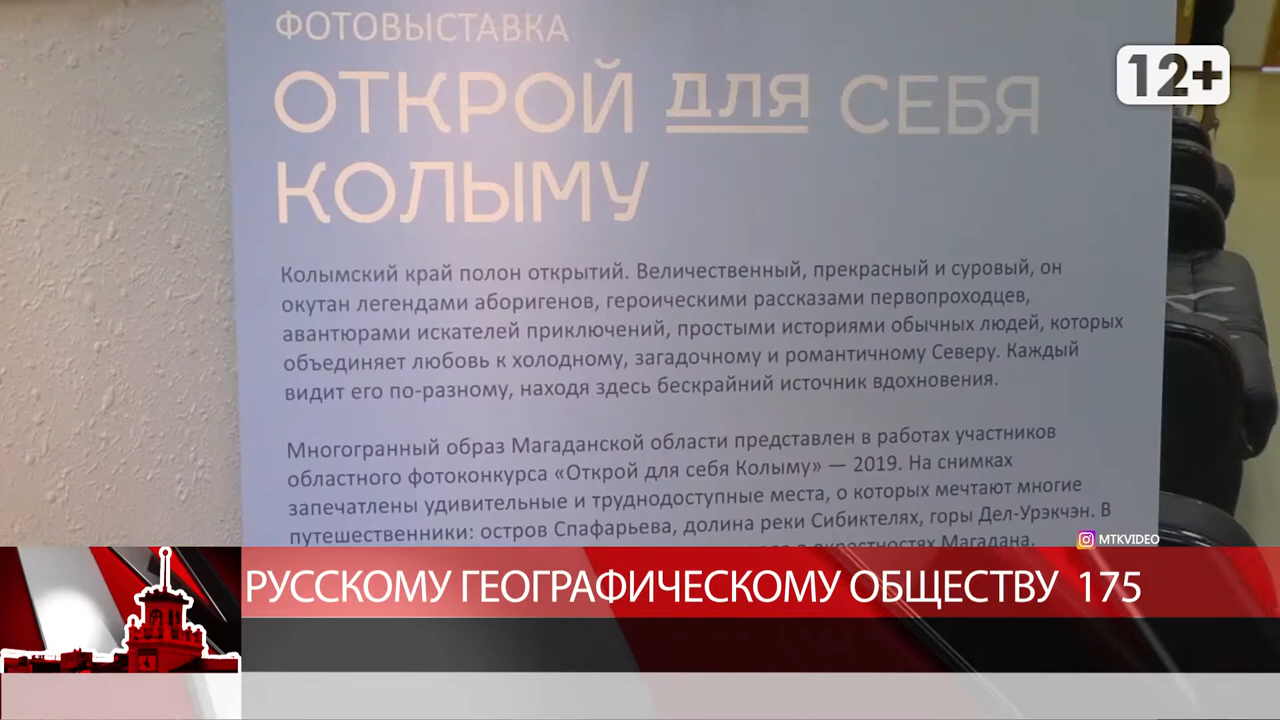 ФОТОВЫСТАВКА
12+
ОТКРОЙ ДЛЯ СЕБЯ
КОЛЫМУ
Колымский край полон открытий. Величественный, прекрасный и суровый, он
окутан легендами аборигенов, героическими рассказами первопроходцев,
авантюрами искателей приключений, простыми историями обычных людей, которых
объединяет любовь к холодному, загадочному и романтичному Северу. Каждый
видит его по-разному, находя здесь бескрайний источник вдохновения.
Многогранный образ Магаданской области представлен в работах участников
областного фотоконкурса «Открой для себя Колыму» — 2019. На снимках
запечатлены удивительные и труднодоступные места, о которых мечтают многие
путешественники: остров Спафарьева, долина реки Сибиктелях, горы Дел-Урэкчэн. В
окрестностях Магадана.
MTKVIDEO
РУССКОМУ ГЕОГРАФИЧЕСКОМУ ОБЩЕСТВУ 175